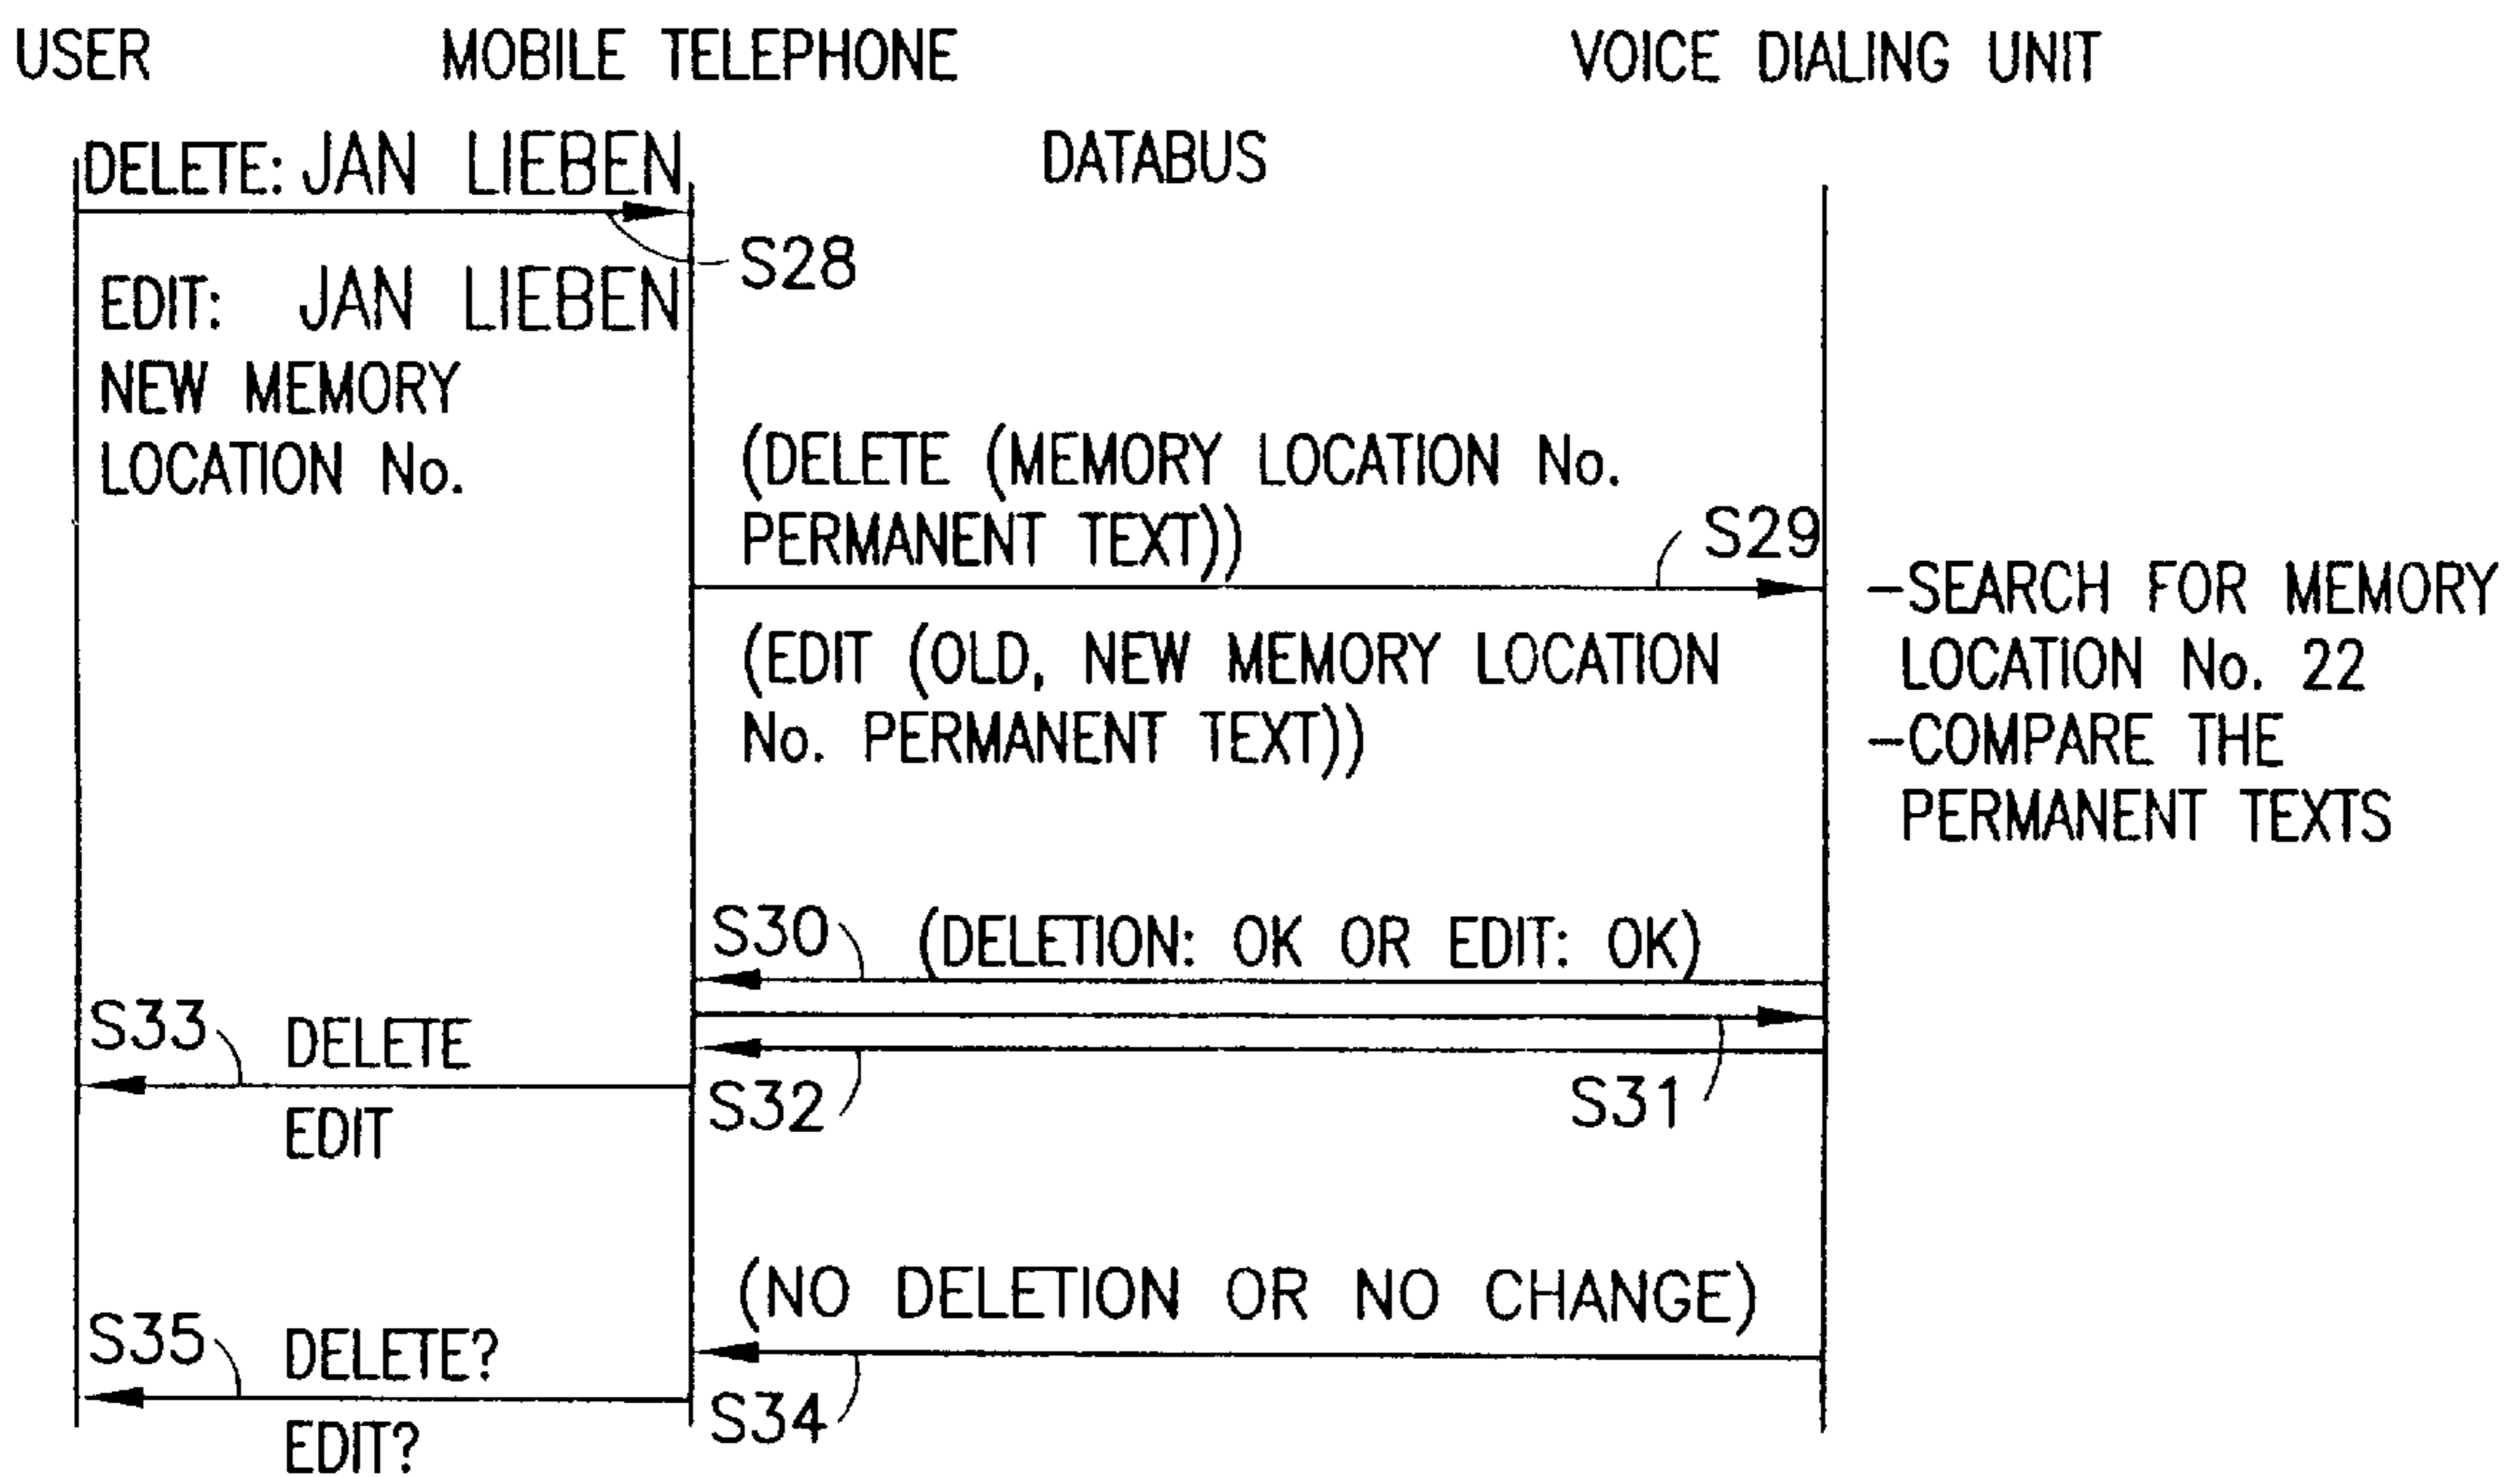 USER MOBILE TELEPHONE VOICE DIALING UNIT
DELETE: JAN LIEBEN DATABUS
S28
EDIT: JAN LIEBEN
NEW MEMORY
LOCATION No.
(DELETE (MEMORY LOCATION No.
PERMANENT TEXT))
S29
-SEARCH FOR MEMORY
LOCATION No. 22
-COMPARE THE
PERMANENT TEXTS
(EDIT (OLD, NEW MEMORY LOCATION
No. PERMANENT TEXT))
S30 (DELETION: OK OR EDIT: OK)
S33 DELETE
EDIT
S32 S31
(NO DELETION OR NO CHANGE)
S35 DELETE?
EDIT?
S34